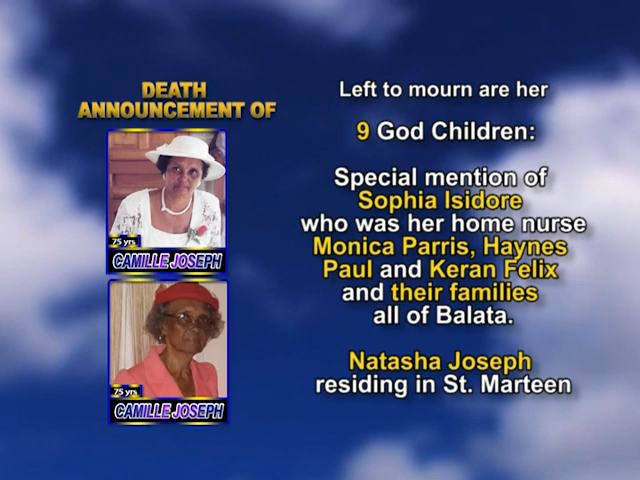 DEATH
ANNOUNCEMENT OF
75 yrs
CAMILLE JOSEPH
75 yrs
CAMILLE JOSEPH
Left to mourn are her
9 God Children:
Special mention of
Sophia Isidore
who was her home nurse
Monica Parris, Haynes
Paul and Keran Felix
and their families
all of Balata.
Natasha Joseph
residing in St. Marteen